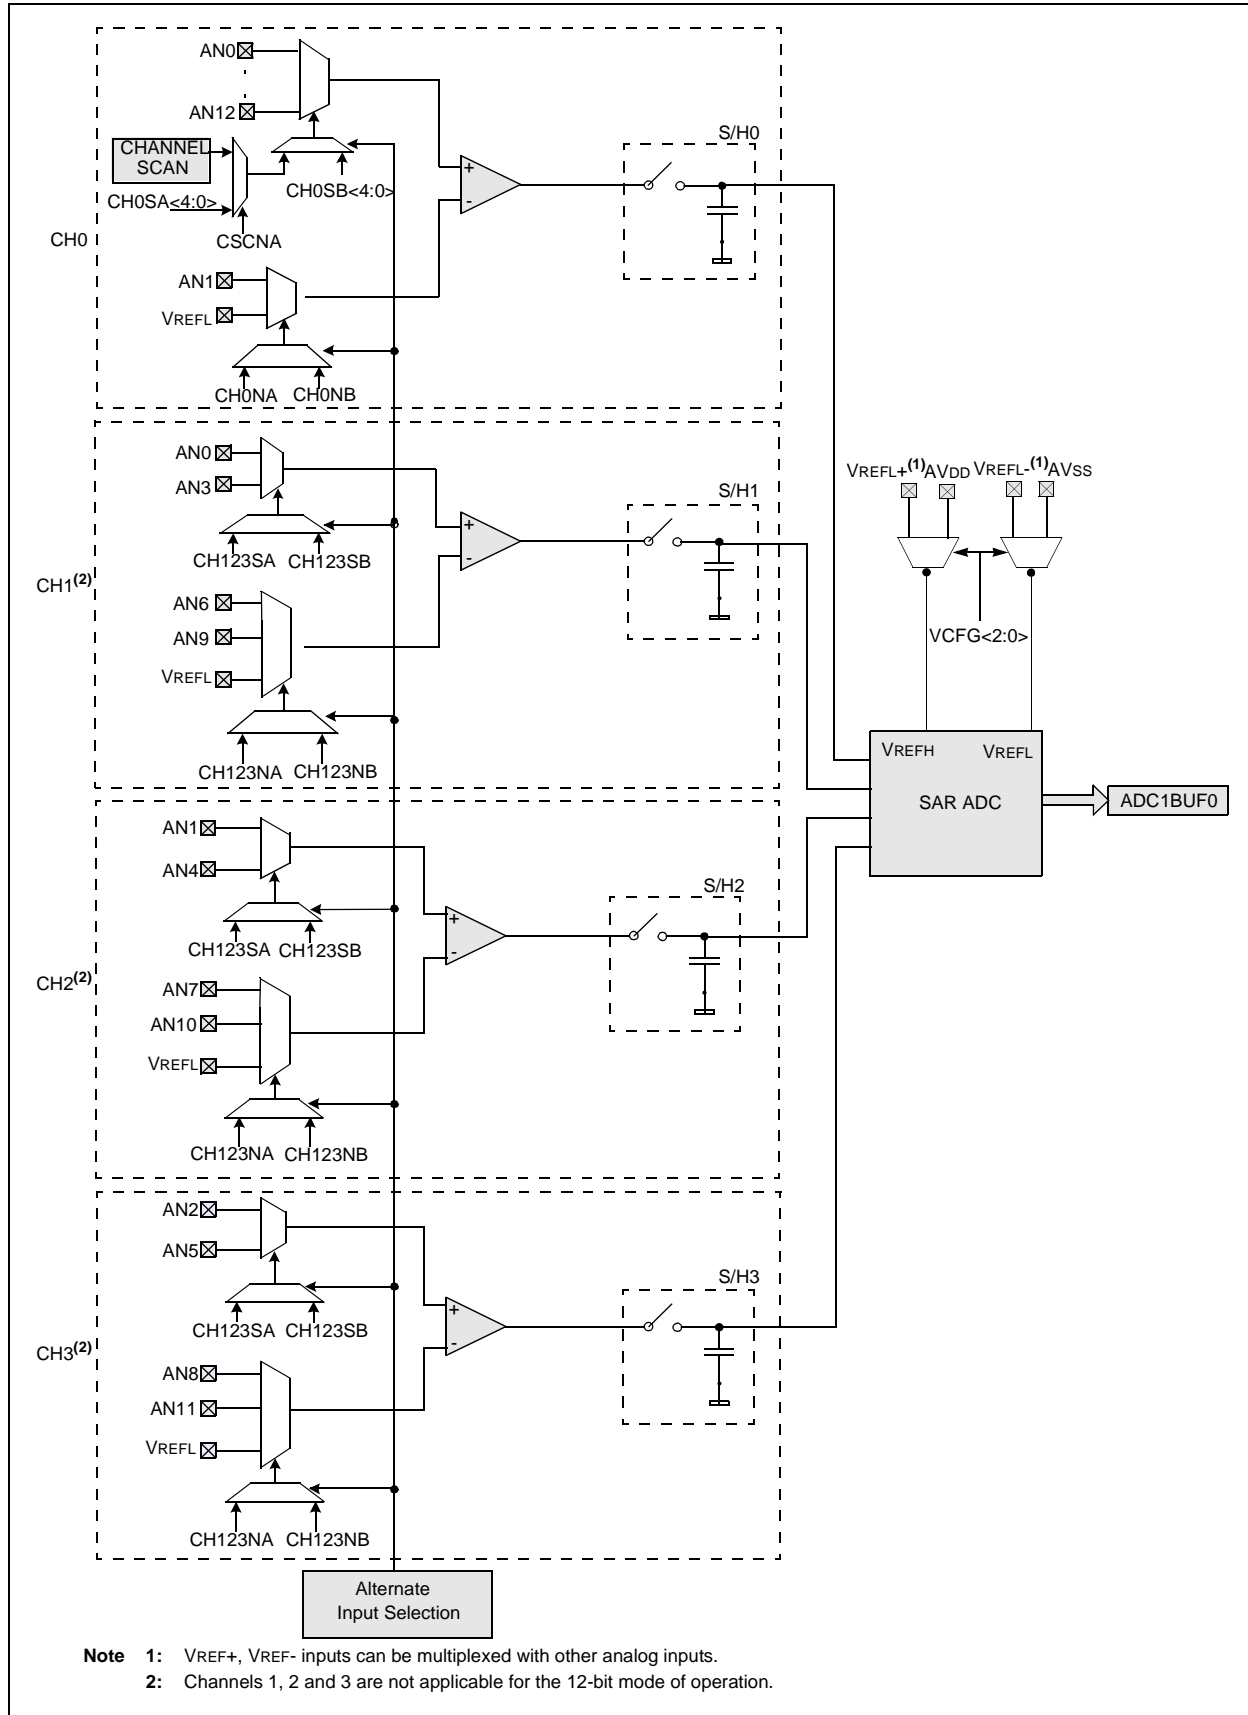 AN0
AN12
CHANNEL
SCAN
CH0SA<4:0>
CH0SB<4:0>
CSCNA
CH0
AN1
VREFL
CH0NA
CH0NB
+
-
S/H0
AN0
AN3
CH123SA
CH123SB
CH1(2)
AN6
AN9
VREFL
CH123NA
CH123NB
+
-
S/H1
VREFL+(1)
AVDD
VREFL-(1)
AVSS
VCFG<2:0>
VREFH
VREFL
SAR ADC
ADC1BUF0
AN1
AN4
CH123SA
CH123SB
CH2(2)
AN7
AN10
VREFL
CH123NA
CH123NB
+
-
S/H2
AN2
AN5
CH123SA
CH123SB
CH3(2)
AN8
AN11
VREFL
CH123NA
CH123NB
+
-
S/H3
Alternate
Input Selection
Note 1: VREF+, VREF- inputs can be multiplexed with other analog inputs.
2: Channels 1, 2 and 3 are not applicable for the 12-bit mode of operation.